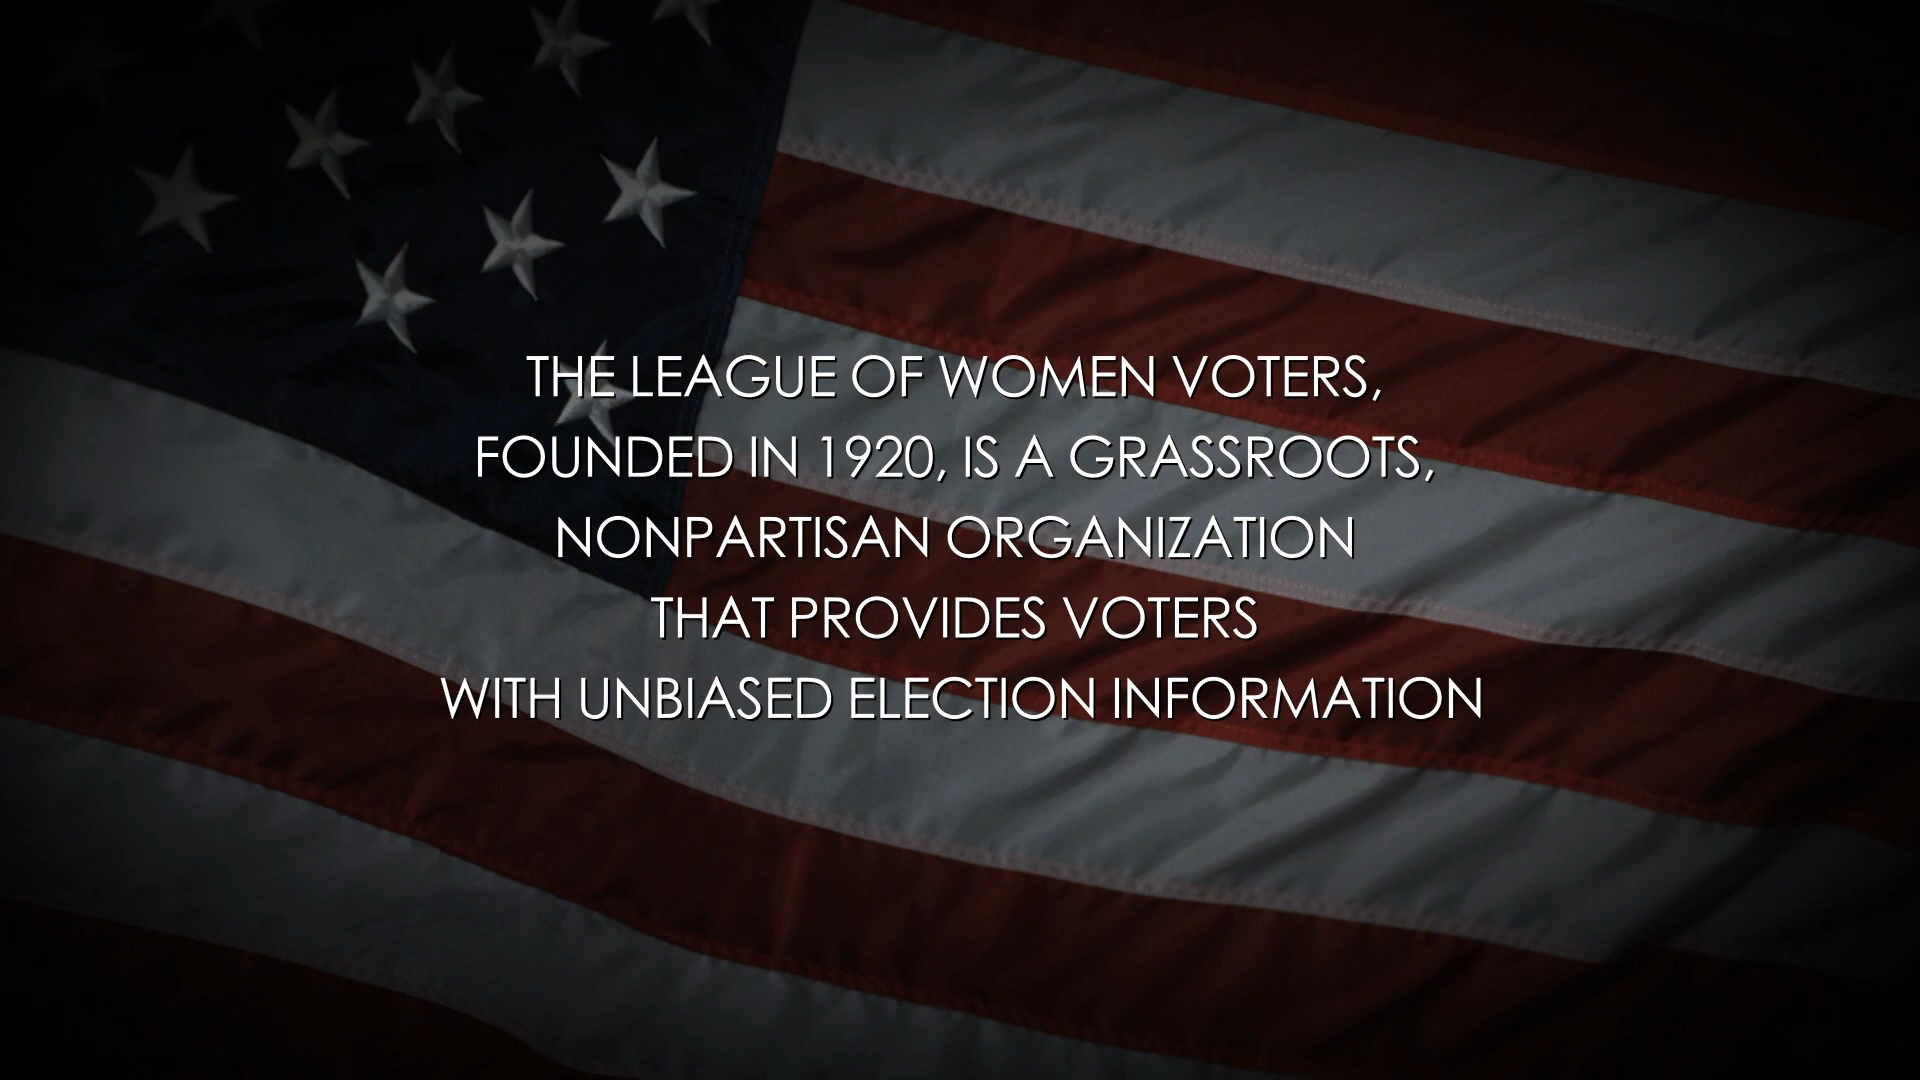 THE LEAGUE OF WOMEN VOTERS,
FOUNDED IN 1920, IS A GRASSROOTS,
NONPARTISAN ORGANIZATION
THAT PROVIDES VOTERS
WITH UNBIASED ELECTION INFORMATION